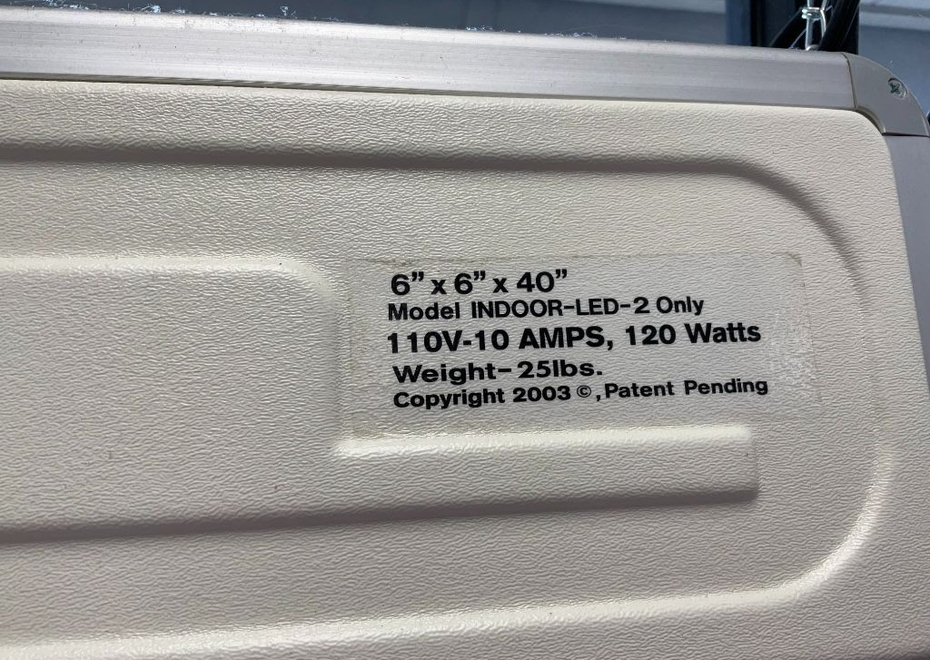 6” x 6” x 40”
Model INDOOR-LED-2 Only
110V-10 AMPS, 120 Watts
Weight-25lbs.
Copyright 2003 ©, Patent Pending